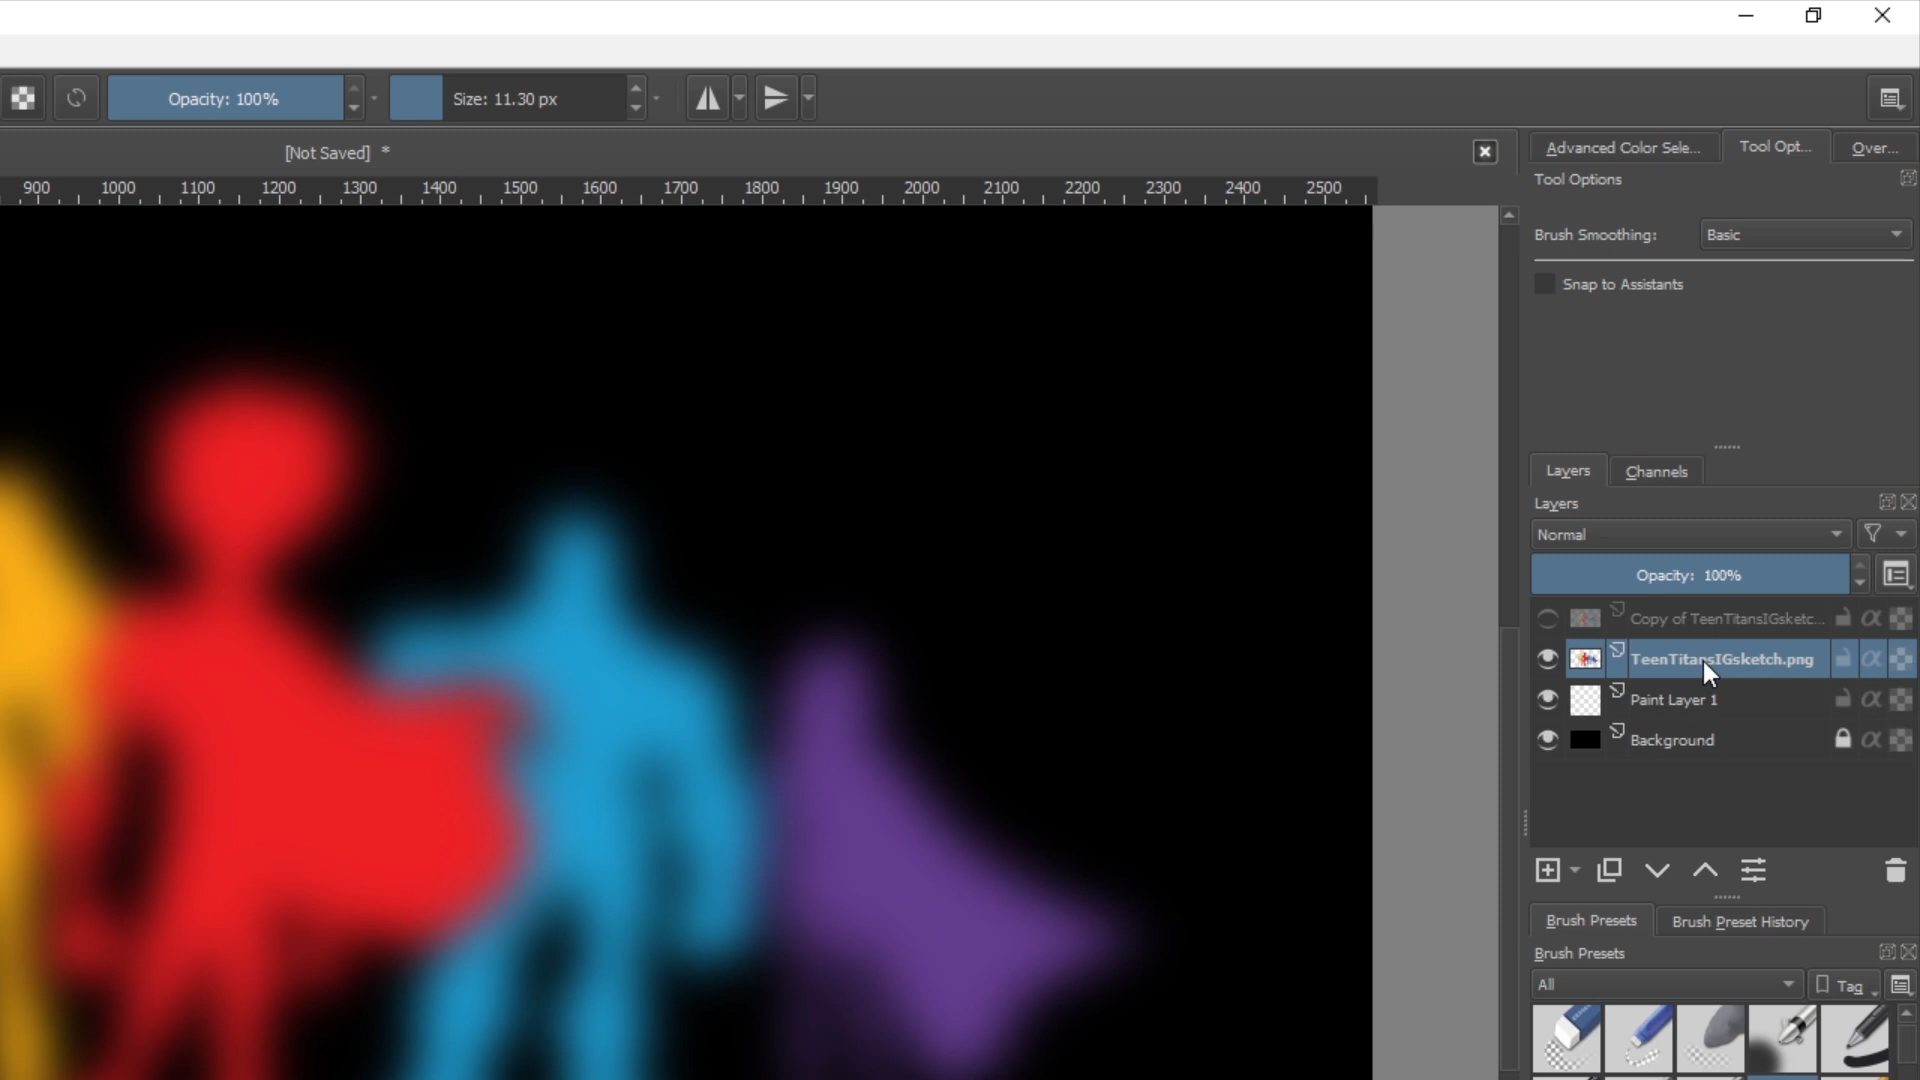 Opacity: 100%
Size: 11.30 px
[Not Saved] *
900 1000 1100 1200 1300 1400 1500 1600 1700 1800 1900 2000 2100 2200 2300 2400 2500
Advanced Color Sele...
Tool Opt...
Over...
Tool Options
Brush Smoothing:
Basic
Snap to Assistants
Layers
Channels
Layers
Normal
Opacity: 100%
Copy of TeenTitansIGsketc...
TeenTitansIGsketch.png
Paint Layer 1
Background
Brush Presets
Brush Preset History
Brush Presets
All
Tag